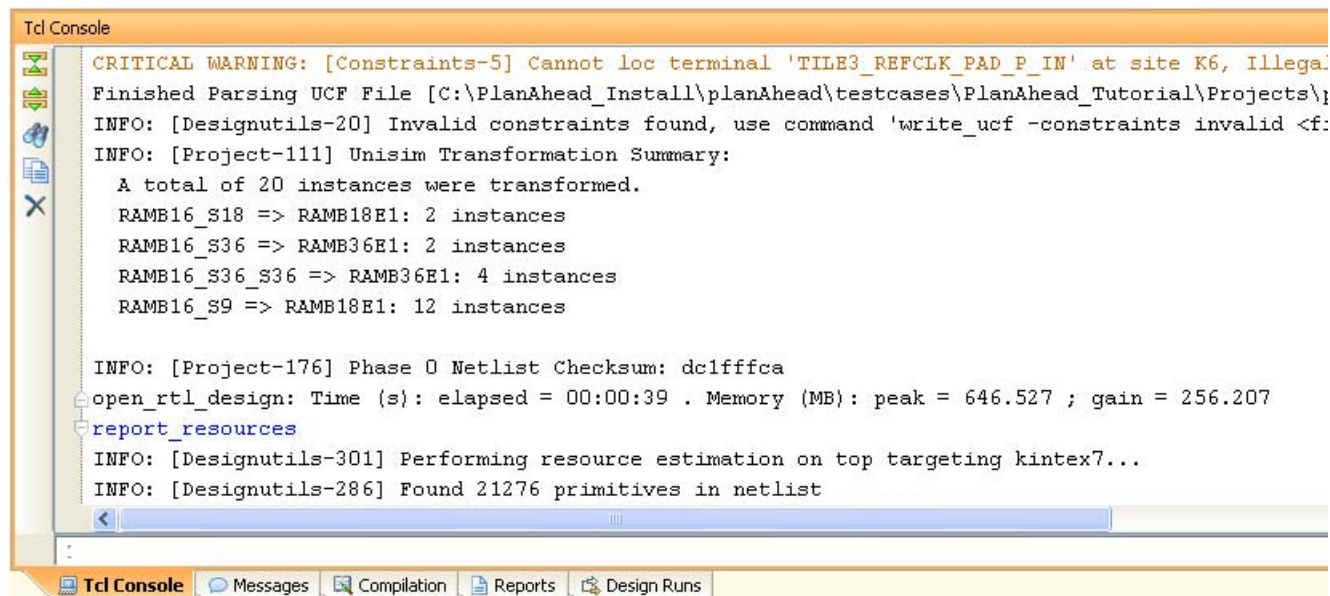 Tcl Console
CRITICAL WARNING: [Constraints-5] Cannot loc terminal 'TILE3_REFCLK_PAD_P_IN' at site K6, Illegal
Finished Parsing UCF File [C:\PlanAhead_Install\planAhead\testcases\PlanAhead_Tutorial\Projects\p
INFO: [Designutils-20] Invalid constraints found, use command 'write_ucf -constraints invalid <fi
INFO: [Project-111] Unisim Transformation Summary:
A total of 20 instances were transformed.
RAMB16_S18 => RAMB18E1: 2 instances
RAMB16_S36 => RAMB36E1: 2 instances
RAMB16_S36_S36 => RAMB36E1: 4 instances
RAMB16_S9 => RAMB18E1: 12 instances
INFO: [Project-176] Phase 0 Netlist Checksum: dc1fffca
open_rtl_design: Time (s): elapsed = 00:00:39 . Memory (MB): peak = 646.527 ; gain = 256.207
report_resources
INFO: [Designutils-301] Performing resource estimation on top targeting kintex7...
INFO: [Designutils-286] Found 21276 primitives in netlist
Tcl Console Messages Compilation Reports Design Runs